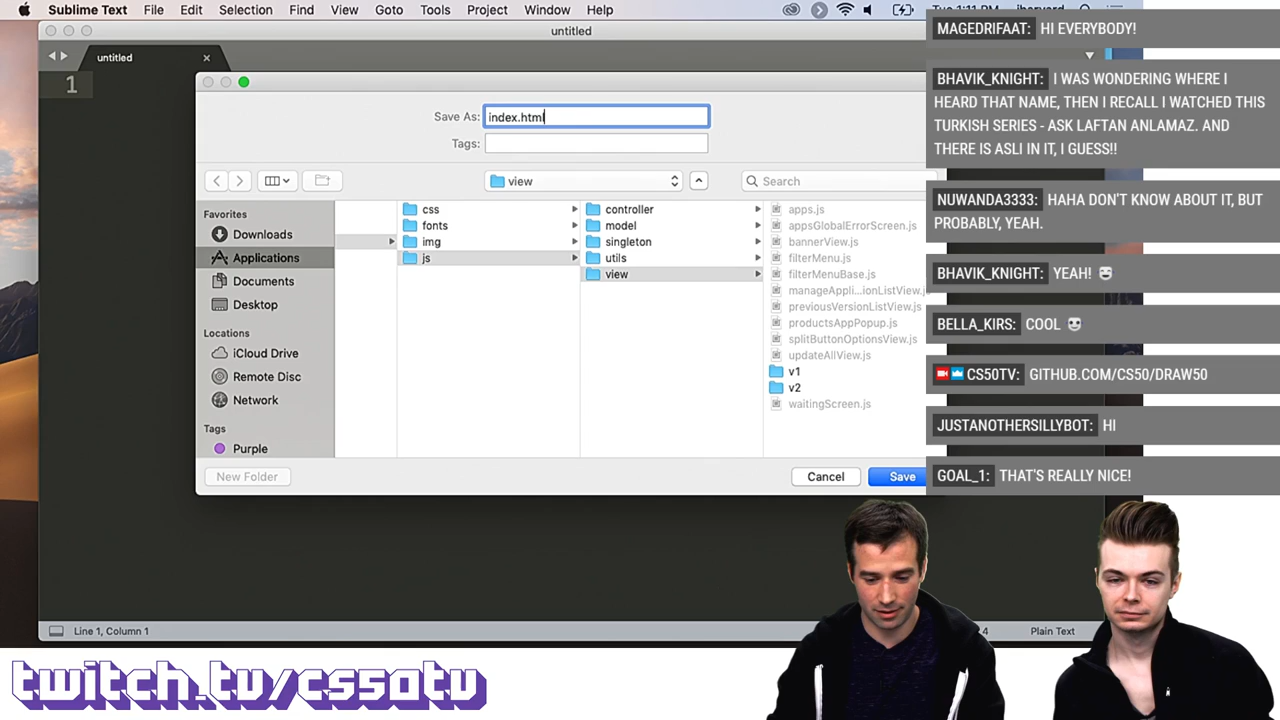 Sublime Text File Edit Selection Find View Goto Tools Project Window Help
untitled
untitled
1
Save As: index.html
Tags:
view
Search
Favorites
Downloads
Applications
Documents
Desktop
Locations
iCloud Drive
Remote Disc
Network
Tags
Purple
css
fonts
img
js
controller
model
singleton
utils
view
apps.js
appsGlobalErrorScreen.js
bannerView.js
filterMenu.js
filterMenuBase.js
manageAppli...ionListView.js
previousVersionListView.js
productsAppPopup.js
splitButtonOptionsView.js
updateAllView.js
v1
v2
waitingScreen.js
New Folder
Cancel
Save
Line 1, Column 1
4
Plain Text
MAGEDRIFAAT: HI EVERYBODY!
BHAVIK_KNIGHT: I WAS WONDERING WHERE I
HEARD THAT NAME, THEN I RECALL I WATCHED THIS
TURKISH SERIES - ASK LAFTAN ANLAMAZ. AND
THERE IS ASLI IN IT, I GUESS!!
NUWANDA3333: HAHA DON'T KNOW ABOUT IT, BUT
PROBABLY, YEAH.
BHAVIK_KNIGHT: YEAH!
BELLA_KIRS: COOL
CS50TV: GITHUB.COM/CS50/DRAW50
JUSTANOTHERSILLYBOT: HI
GOAL_1: THAT'S REALLY NICE!
twitch.tv/cs50tv